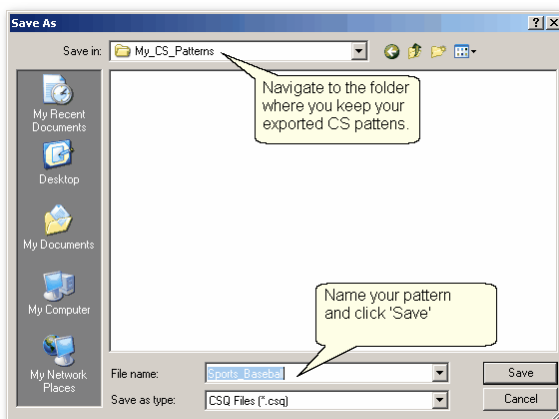 Save As
Save in:
My_CS_Patterns
Navigate to the folder
where you keep your
exported CS pattens.
My Recent
Documents
Desktop
My Documents
My Computer
My Network
Places
Name your pattern
and click 'Save'
File name:
Sports_Baseball
Save
Save as type:
CSQ Files (*.csq)
Cancel